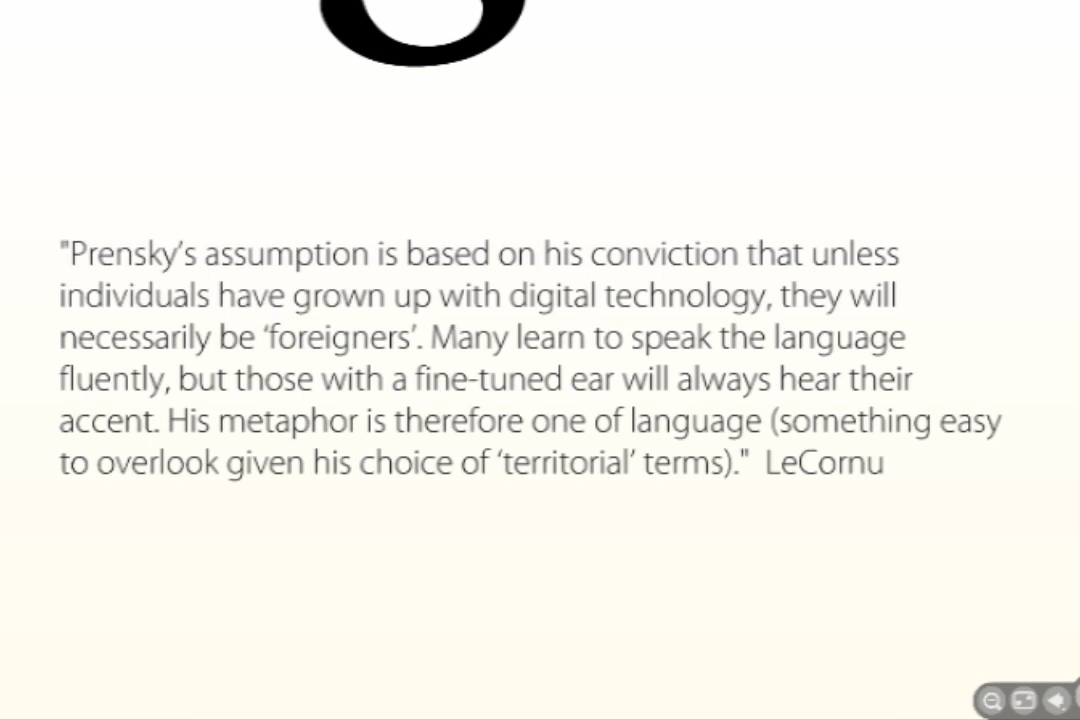 "Prensky's assumption is based on his conviction that unless
individuals have grown up with digital technology, they will
necessarily be ‘foreigners’. Many learn to speak the language
fluently, but those with a fine-tuned ear will always hear their
accent. His metaphor is therefore one of language (something easy
to overlook given his choice of ‘territorial’ terms)."  LeCornu